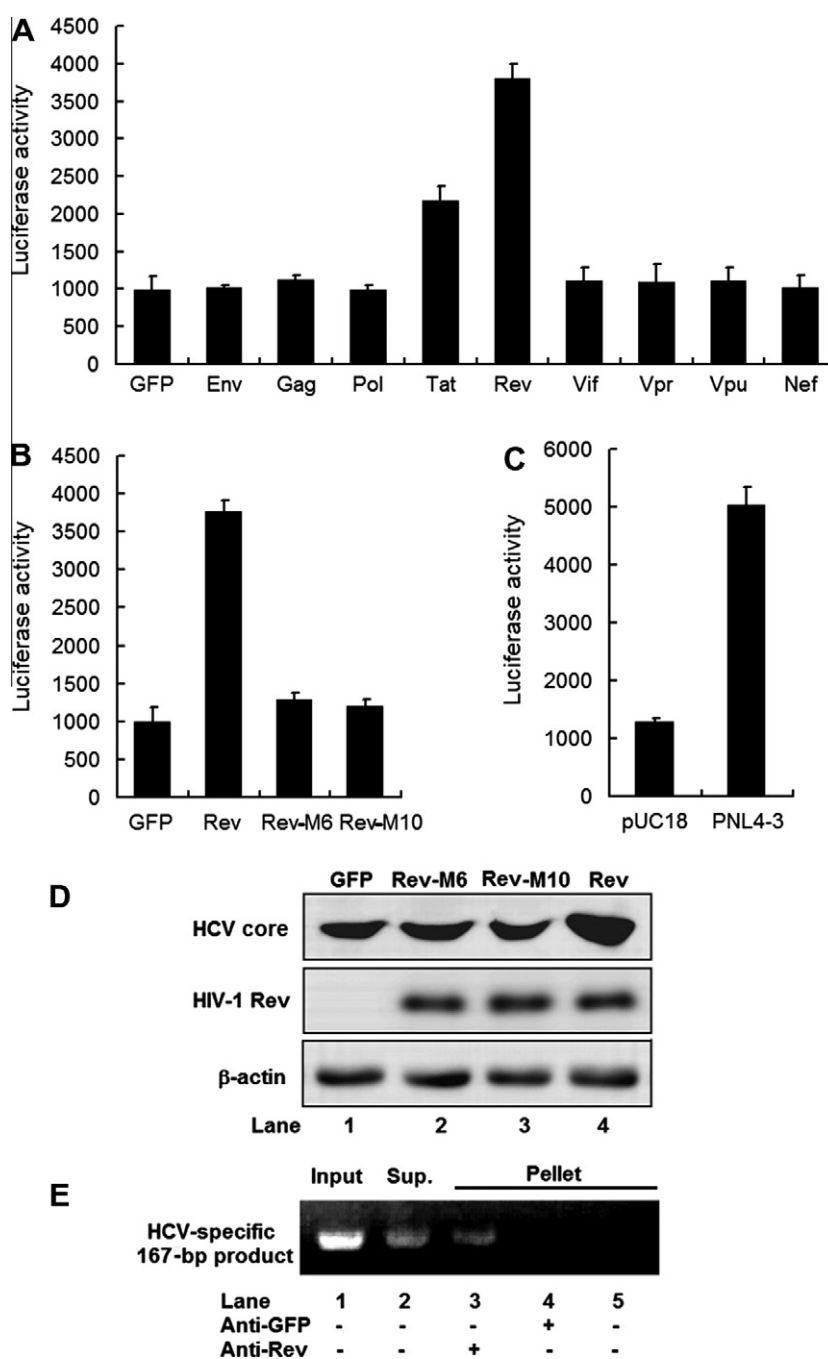 A
Luciferase activity
4500
4000
3500
3000
2500
2000
1500
1000
500
0
GFP Env Gag Pol Tat Rev Vif Vpr Vpu Nef
B
Luciferase activity
4500
4000
3500
3000
2500
2000
1500
1000
500
0
GFP Rev Rev-M6 Rev-M10
C
Luciferase activity
6000
5000
4000
3000
2000
1000
0
pUC18 PNL4-3
D
GFP Rev-M6 Rev-M10 Rev
HCV core
HIV-1 Rev
β-actin
Lane 1 2 3 4
E
Input Sup. Pellet
HCV-specific
167-bp product
Lane 1 2 3 4 5
Anti-GFP - - - + -
Anti-Rev - - + - -